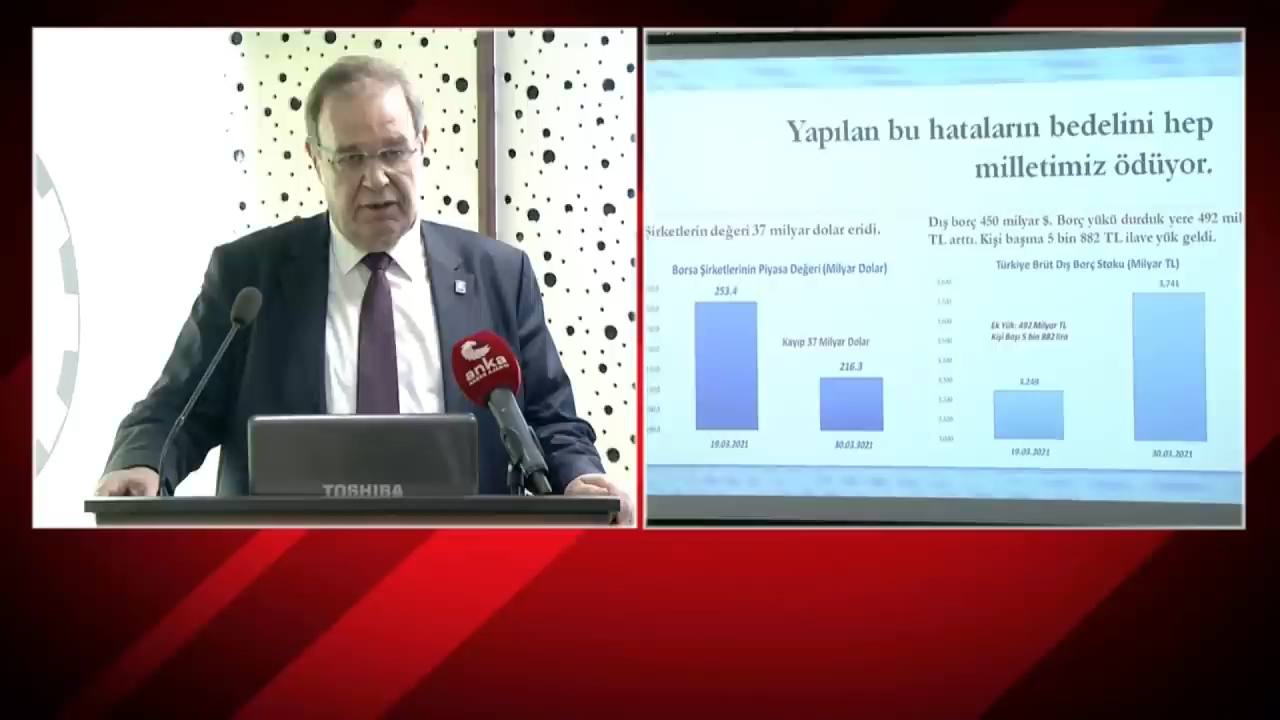 Yapılan bu hataların bedelini hep
milletimiz ödüyor.
Şirketlerin değeri 37 milyar dolar eridi.
Dış borç 450 milyar $. Borç yükü durduk yere 492 mil
TL arttı. Kişi başına 5 bin 882 TL ilave yük geldi.
Borsa Şirketlerinin Piyasa Değeri (Milyar Dolar)
253.4
Kayıp 37 Milyar Dolar
216.3
19.03.2021
30.03.2021
Türkiye Brüt Dış Borç Stoku (Milyar TL)
3,741
Ek Yük: 492 Milyar TL
Kişi Başı 5 bin 882 lira
3,249
19.03.2021
30.03.2021
anka
TOSHIBA